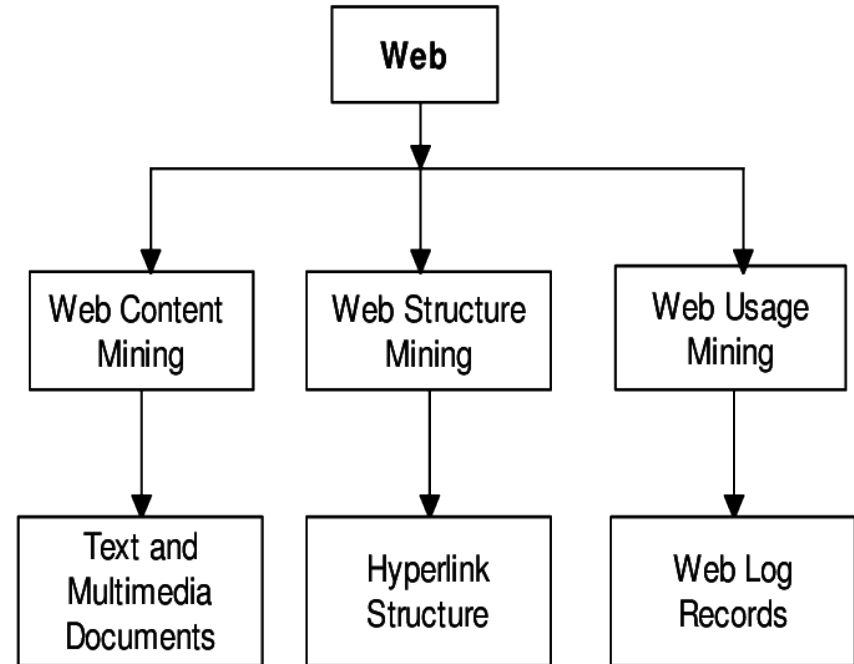 Web
Web Content
Mining
Web Structure
Mining
Web Usage
Mining
Text and
Multimedia
Documents
Hyperlink
Structure
Web Log
Records